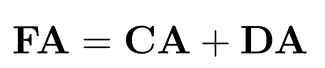 FA = CA + DA